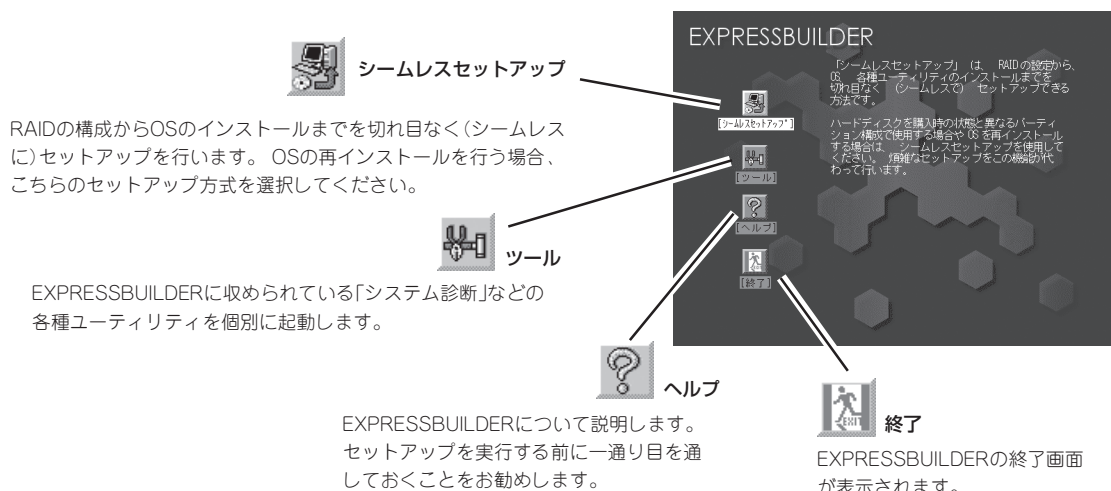 EXPRESSBUILDER
「シームレスセットアップ」 は、 RAIDの設定から、
OS、 各種ユーティリティのインストールまでを
切れ目なく (シームレスで) セットアップできる
方法です。
ハードディスクを購入時の状態と異なるパーティ
ション構成で使用する場合や OS を再インストール
する場合は、 シームレスセットアップを使用して
ください。 煩雑なセットアップをこの機能が代
わって行います。
[シームレスセットアップ]
[ツール]
[ヘルプ]
[終了]
シームレスセットアップ
RAIDの構成からOSのインストールまでを切れ目なく(シームレス
に)セットアップを行います。 OSの再インストールを行う場合、
こちらのセットアップ方式を選択してください。
ツール
EXPRESSBUILDERに収められている「システム診断」などの
各種ユーティリティを個別に起動します。
ヘルプ
EXPRESSBUILDERについて説明します。
セットアップを実行する前に一通り目を通
しておくことをお勧めします。
EXIT
終了
EXPRESSBUILDERの終了画面
が表示されます。